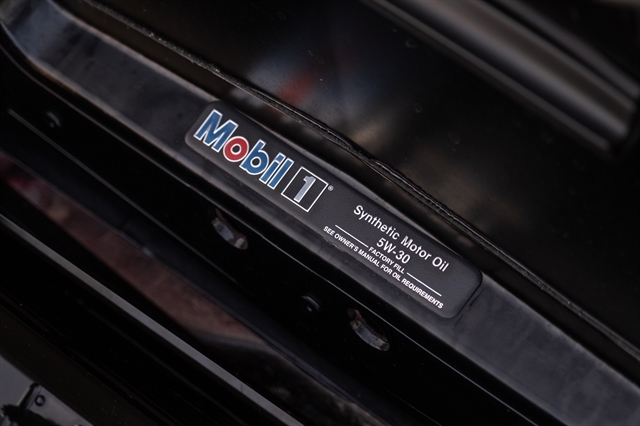 Mobil 1®
Synthetic Motor Oil
5W-30
FACTORY FILL
SEE OWNER'S MANUAL FOR OIL REQUIREMENTS